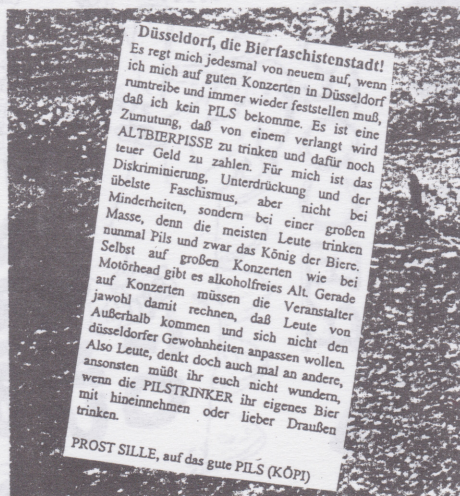 Düsseldorf, die Bierfaschistenstadt!
Es regt mich jedesmal von neuem auf, wenn
ich mich auf guten Konzerten in Düsseldorf
rumtreibe und immer wieder feststellen muß,
daß ich kein PILS bekomme. Es ist eine
Zumutung, daß von einem verlangt wird
ALTBIERPISSE zu trinken und dafür noch
teuer Geld zu zahlen. Für mich ist das
Diskriminierung, Unterdrückung und der
übelste Faschismus, aber nicht bei
Minderheiten, sondern bei einer großen
Masse, denn die meisten Leute trinken
nunmal Pils und zwar das König der Biere.
Selbst auf großen Konzerten wie bei
Motörhead gibt es alkoholfreies Alt. Gerade
auf Konzerten müssen die Veranstalter
jawohl damit rechnen, daß Leute von
Außerhalb kommen und sich nicht den
düsseldorfer Gewohnheiten anpassen wollen.
Also Leute, denkt doch auch mal an andere,
ansonsten müßt ihr euch nicht wundern,
wenn die PILSTRINKER ihr eigenes Bier
mit hineinnehmen oder lieber Draußen
trinken.
PROST SILLE, auf das gute PILS (KÖPI)